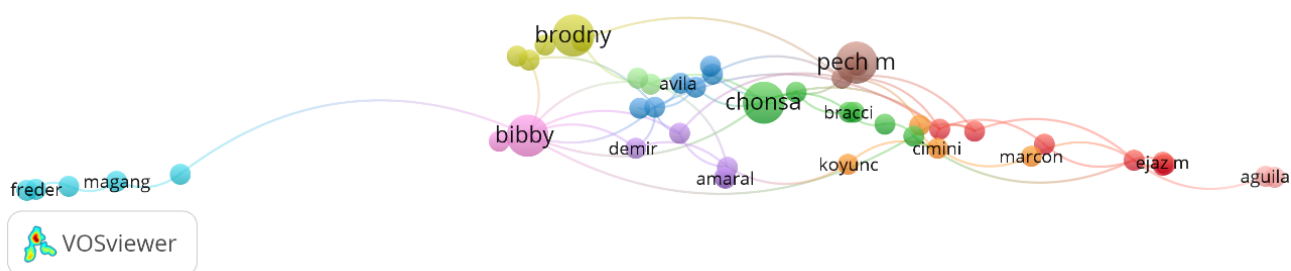 brodny
pech m
avila
chonsa
bracci
bibby
demir
cimini
marcon
koyunc
ejaz m
amaral
aguila
magang
freder
VOSviewer